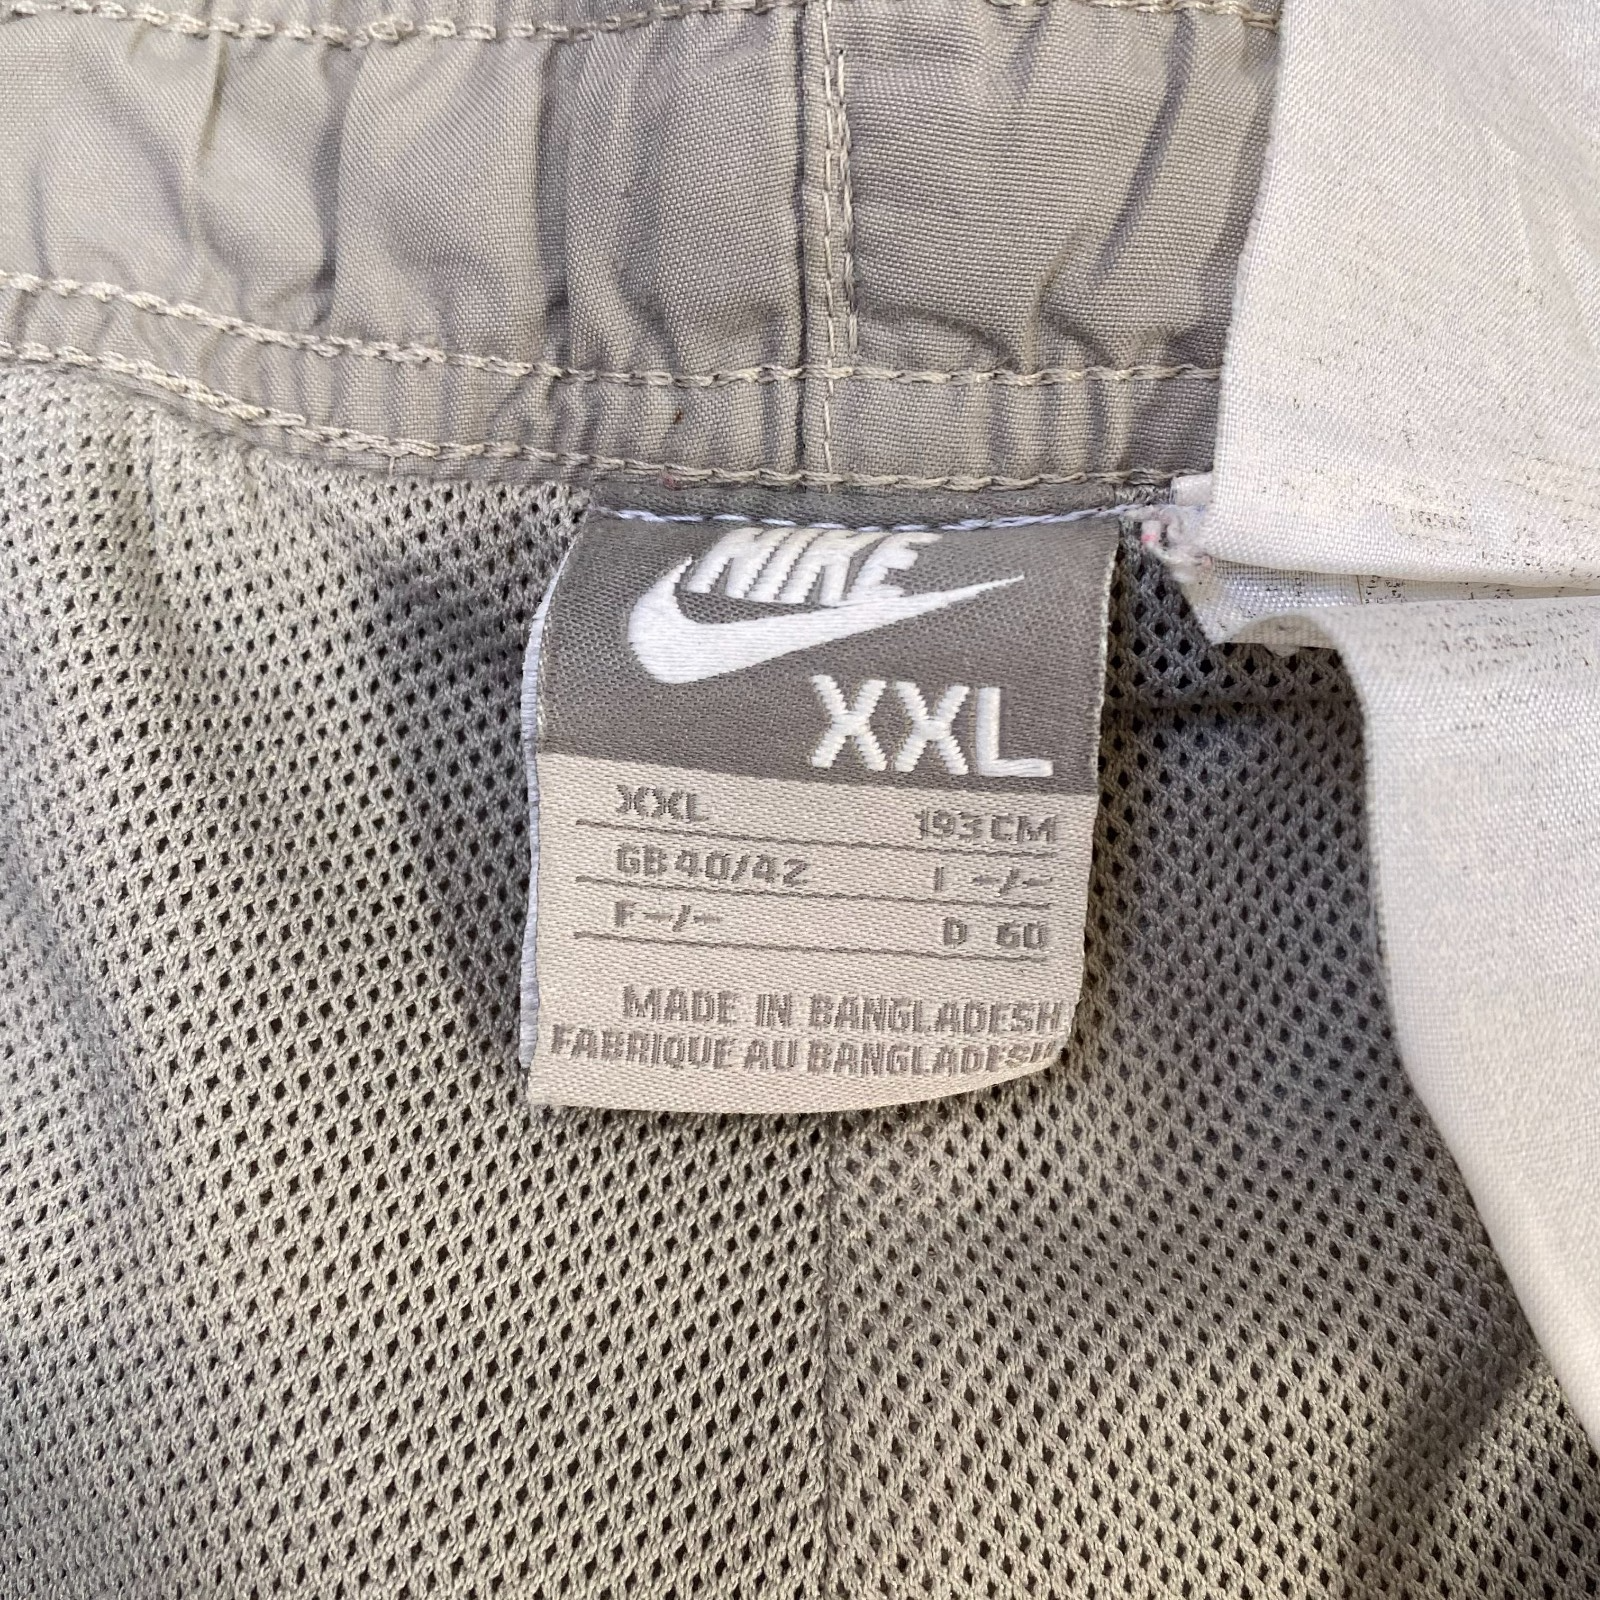 NIKE
XXL
XXL 193CM
GB 40/42 I -/-
F -/- D 60
MADE IN BANGLADESH
FABRIQUE AU BANGLADESH